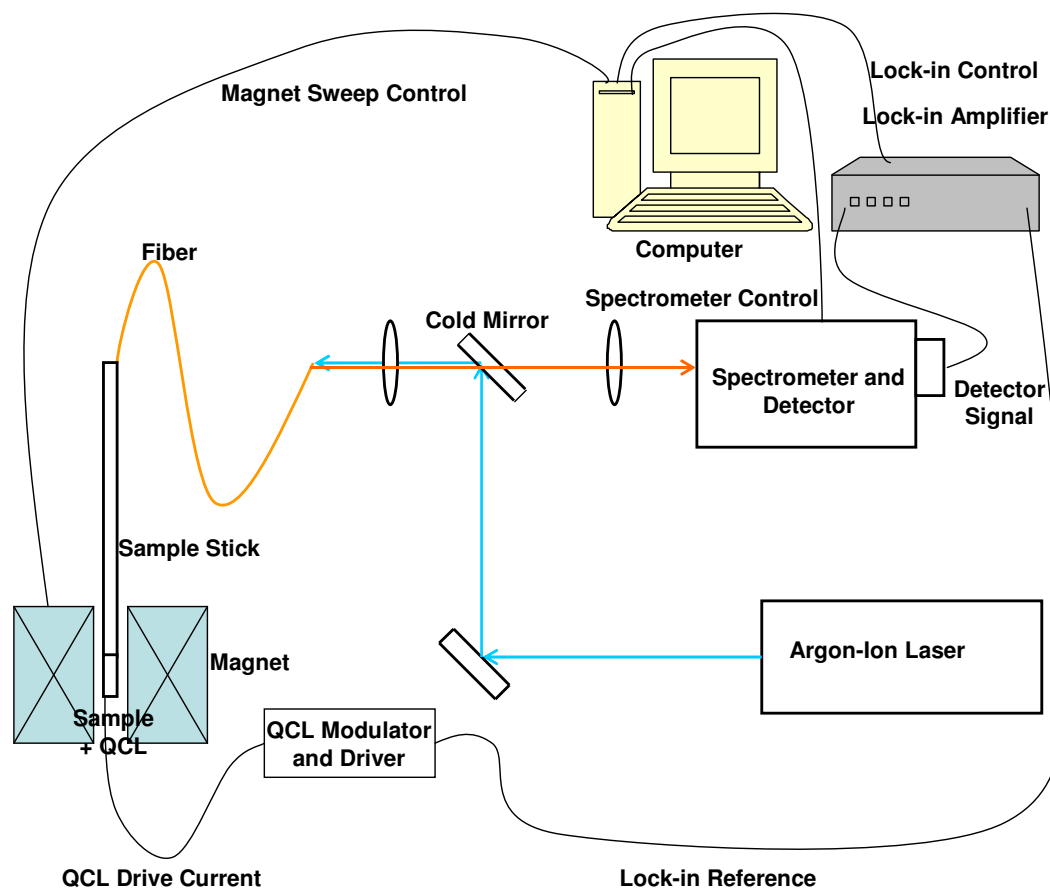 Lock-in Control
Magnet Sweep Control
Lock-in Amplifier
Computer
Fiber
Spectrometer Control
Cold Mirror
Spectrometer and
Detector
Detector
Signal
Sample Stick
Argon-Ion Laser
Magnet
Sample
+ QCL
QCL Modulator
and Driver
QCL Drive Current
Lock-in Reference